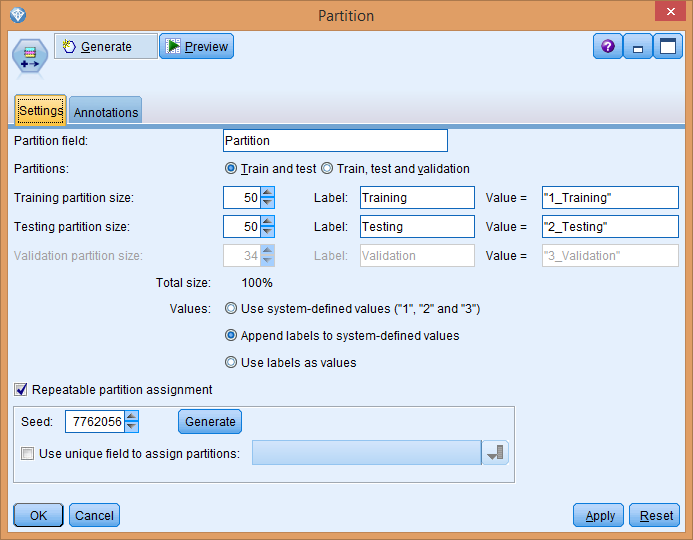 Partition
Generate Preview
Settings Annotations
Partition field: Partition
Partitions: Train and test Train, test and validation
Training partition size: 50 Label: Training Value = "1_Training"
Testing partition size: 50 Label: Testing Value = "2_Testing"
Validation partition size: 34 Label: Validation Value = "3_Validation"
Total size: 100%
Values: Use system-defined values ("1", "2" and "3")
Append labels to system-defined values
Use labels as values
Repeatable partition assignment
Seed: 7762056 Generate
Use unique field to assign partitions:
OK Cancel Apply Reset